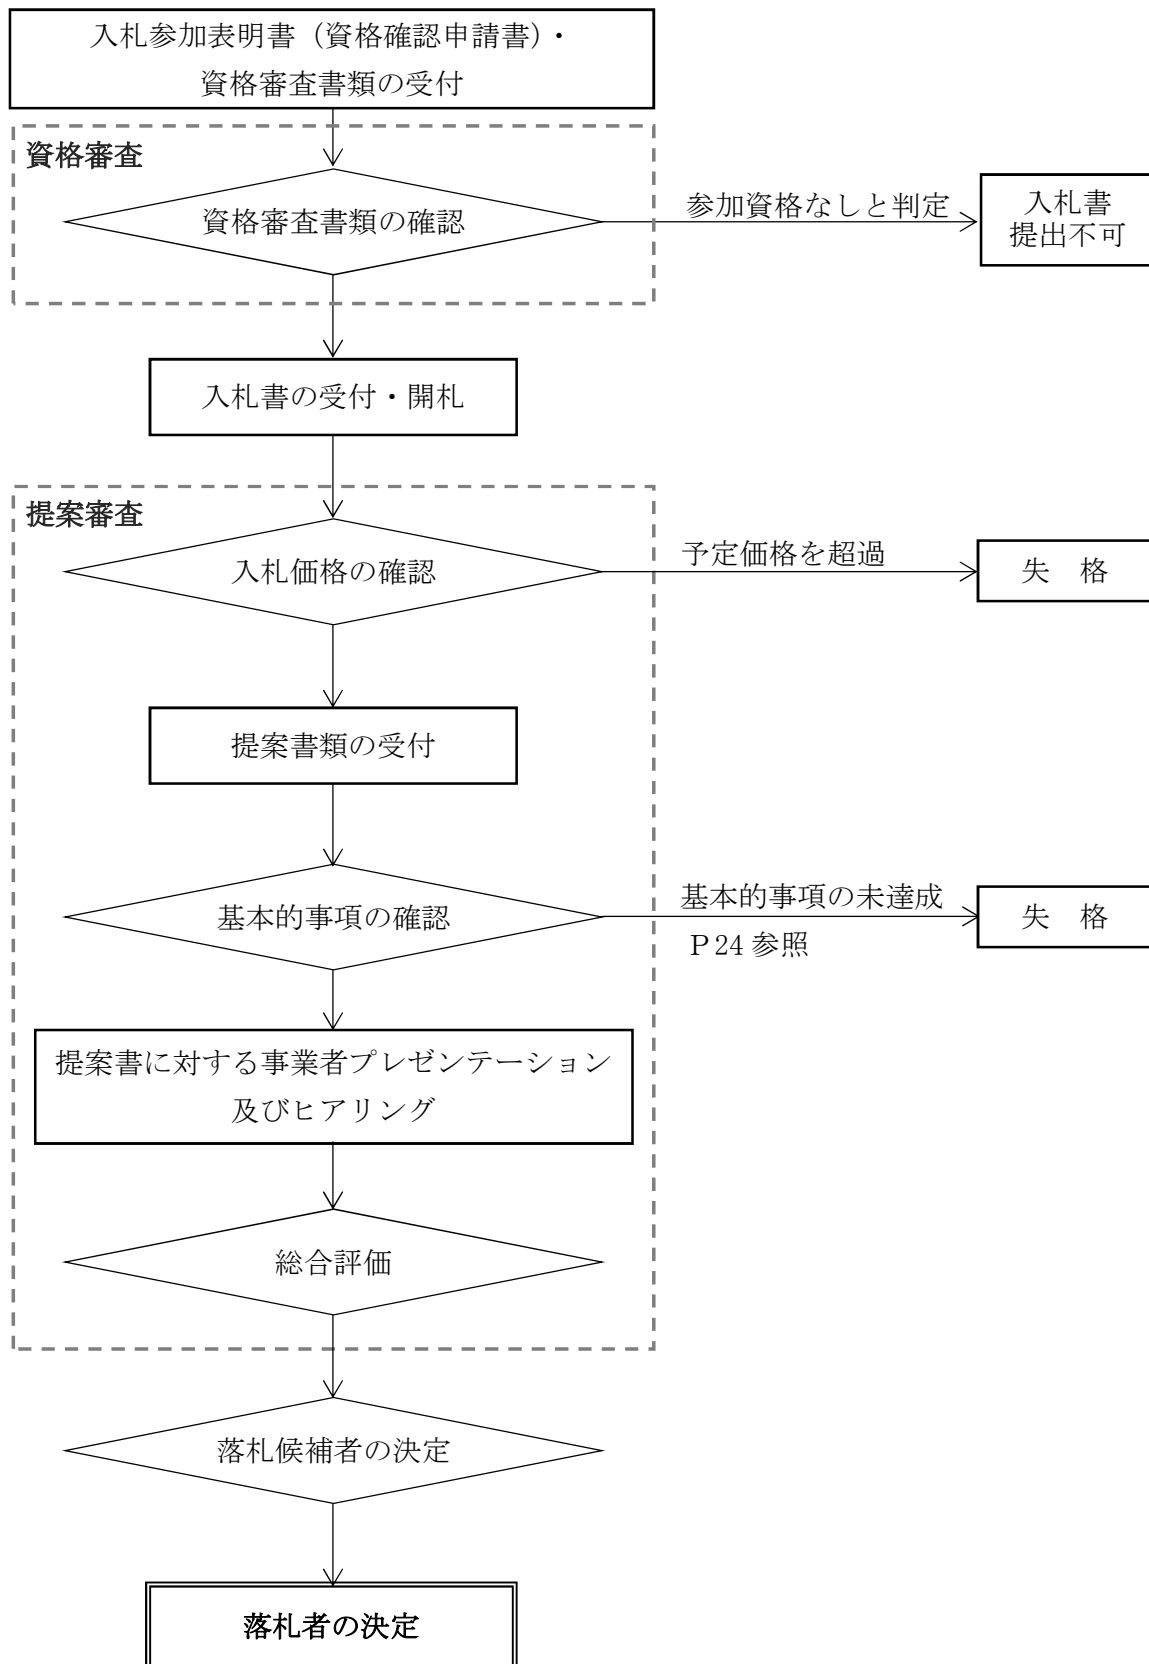 入札参加表明書（資格確認申請書）・
資格審査書類の受付
資格審査
資格審査書類の確認
参加資格なしと判定
入札書
提出不可
入札書の受付・開札
提案審査
入札価格の確認
予定価格を超過
失　格
提案書類の受付
基本的事項の確認
基本的事項の未達成
Ｐ24 参照
失　格
提案書に対する事業者プレゼンテーション
及びヒアリング
総合評価
落札候補者の決定
落札者の決定